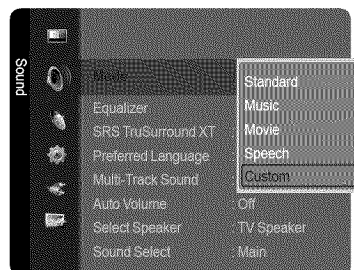 Sound
Mode
Equalizer
SRS TruSurround XT
Preferred Language
Multi-Track Sound
Auto Volume : Off
Select Speaker : TV Speaker
Sound Select : Main
Standard
Music
Movie
Speech
Custom